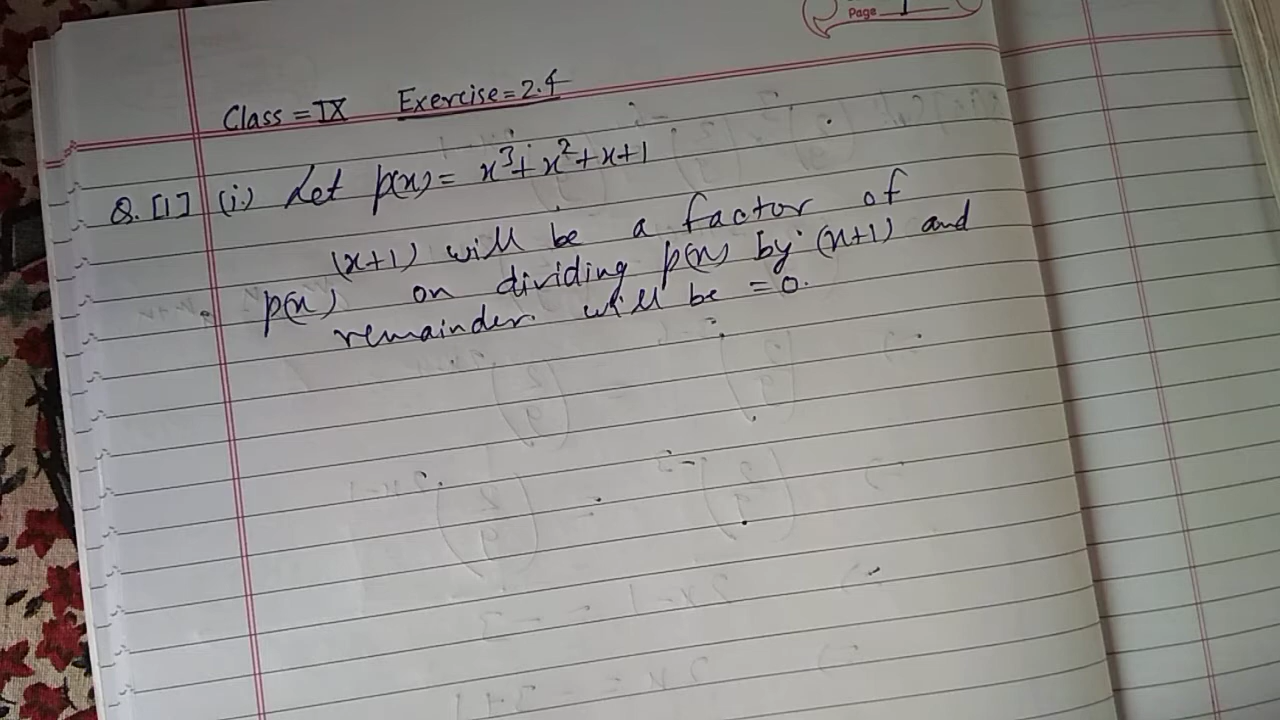 Page 1
Class = IX Exercise = 2.4
Q. [1] (i.) Let p(x) = x³ + x² + x + 1
(x+1) will be a factor of
p(x) on dividing p(x) by (x+1) and
remainder will be = 0.